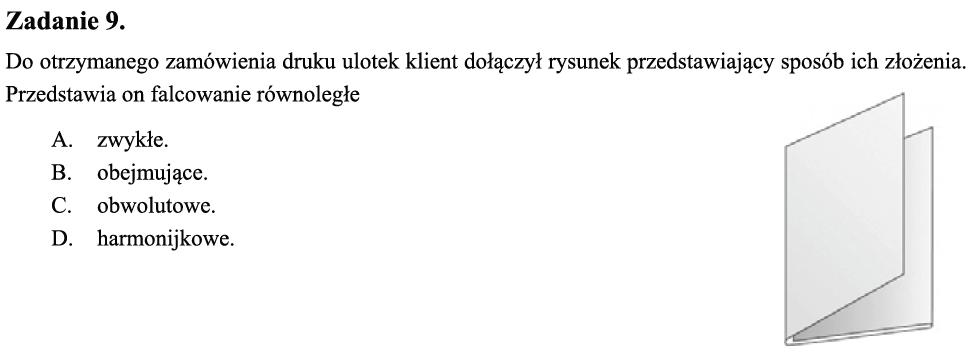 Zadanie 9.
Do otrzymanego zamówienia druku ulotek klient dołączył rysunek przedstawiający sposób ich złożenia.
Przedstawia on falcowanie równoległe
A. zwykłe.
B. obejmujące.
C. obwolutowe.
D. harmonijkowe.